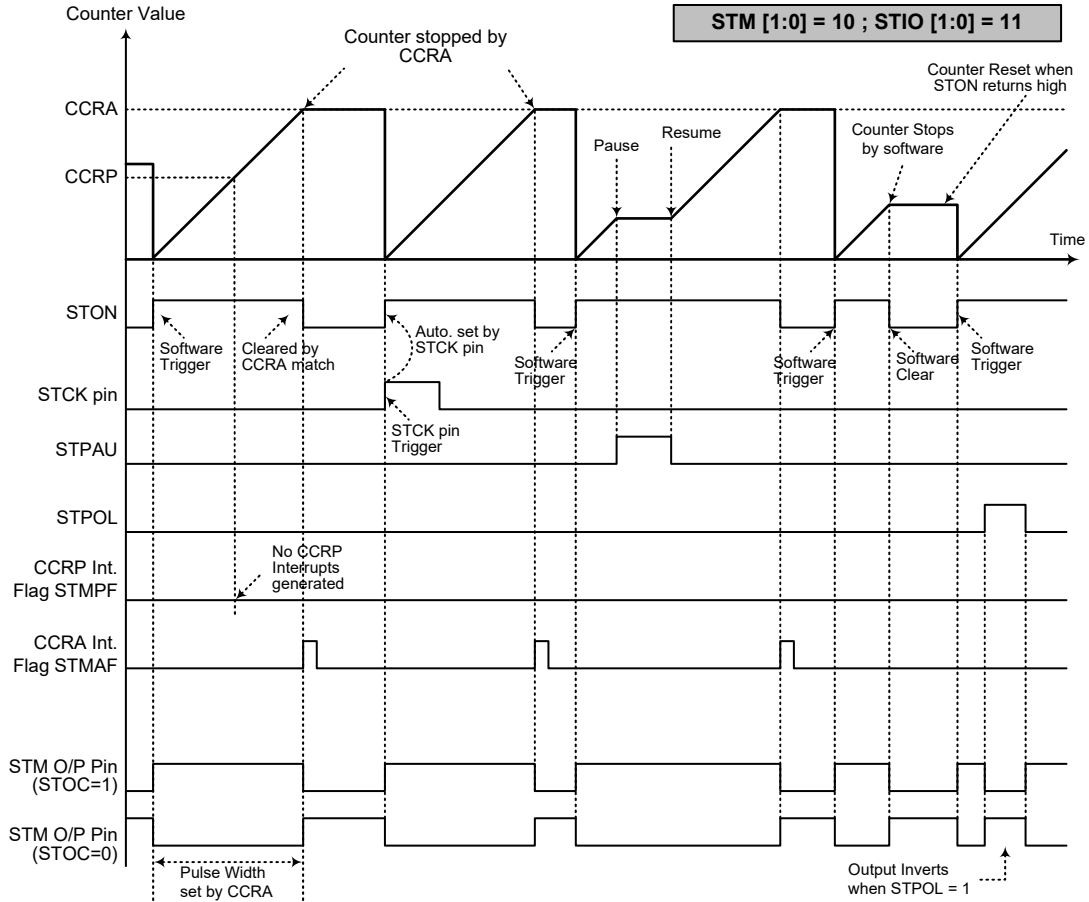 Counter Value
STM [1:0] = 10 ; STIO [1:0] = 11
Counter stopped by
CCRA
Counter Reset when
STON returns high
CCRA
Pause
Resume
Counter Stops
by software
CCRP
Time
STON
Software
Trigger
Cleared by
CCRA match
Auto. set by
STCK pin
Software
Trigger
Software
Trigger
Software
Clear
Software
Trigger
STCK pin
STCK pin
Trigger
STPAU
STPOL
CCRP Int.
Flag STMPF
No CCRP
Interrupts
generated
CCRA Int.
Flag STMAF
STM O/P Pin
(STOC=1)
STM O/P Pin
(STOC=0)
Pulse Width
set by CCRA
Output Inverts
when STPOL = 1